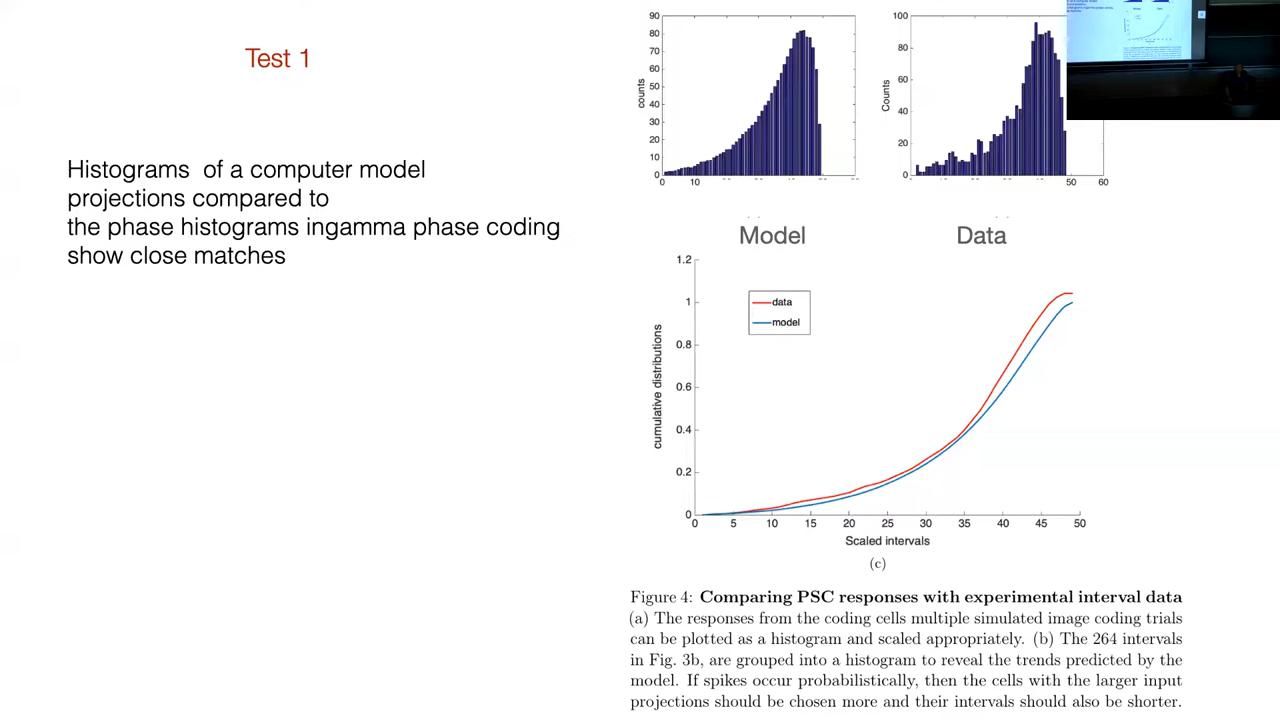 Test 1
Histograms of a computer model
projections compared to
the phase histograms ingamma phase coding
show close matches
90
80
70
60
50
40
30
20
10
0
counts
0 10
100
80
60
40
20
0
Counts
50 60
Model Data
1.2
1
0.8
0.6
0.4
0.2
0
cumulative distributions
data
model
0 5 10 15 20 25 30 35 40 45 50
Scaled intervals
(c)
Figure 4: Comparing PSC responses with experimental interval data
(a) The responses from the coding cells multiple simulated image coding trials
can be plotted as a histogram and scaled appropriately. (b) The 264 intervals
in Fig. 3b, are grouped into a histogram to reveal the trends predicted by the
model. If spikes occur probabilistically, then the cells with the larger input
projections should be chosen more and their intervals should also be shorter.